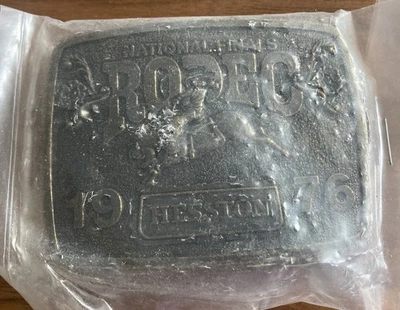 NATIONAL FINALS
RODEO
19 76
HESSTON